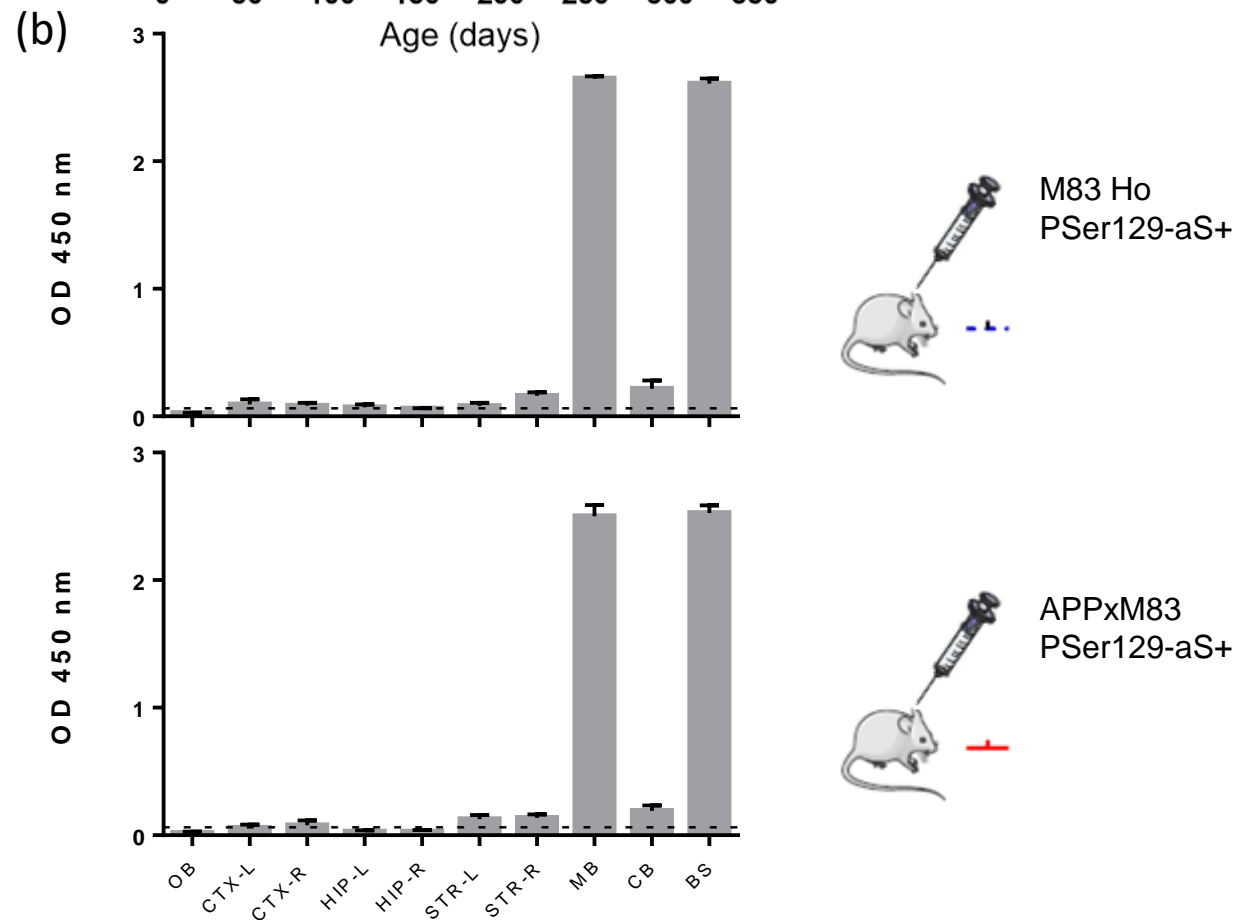 (b)
Age (days)
3
2
1
0
OD 450 nm
M83 Ho
PSer129-aS+
3
2
1
0
OD 450 nm
APPxM83
PSer129-aS+
OB
CTX-L
CTX-R
HIP-L
HIP-R
STR-L
STR-R
MB
CB
BS